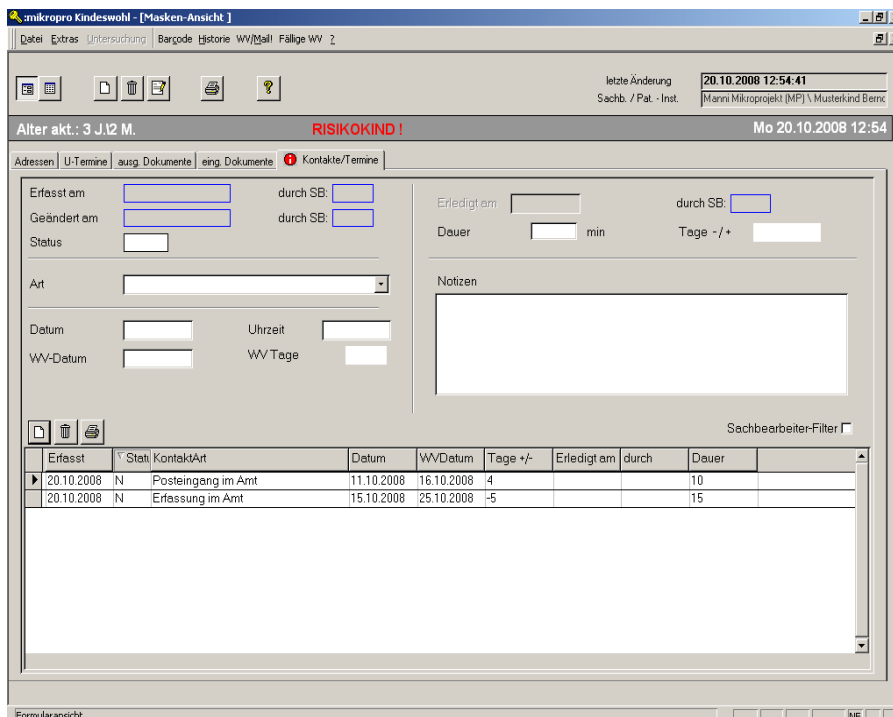 :mikropro Kindeswohl - [Masken-Ansicht ]
Datei Extras Untersuchung Barcode Historie WV/Mail! Fällige WV ?
letzte Änderung 20.10.2008 12:54:41
Sachb. / Pat. - Inst. Manni Mikroprojekt (MP) \ Musterkind Bernc
Alter akt.: 3 J.\2 M. RISIKOKIND ! Mo 20.10.2008 12:54
Adressen U-Termine ausg. Dokumente eing. Dokumente Kontakte/Termine
Erfasst am durch SB: Erledigt am durch SB:
Geändert am durch SB:
Dauer min Tage - / +
Status
Art Notizen
Datum Uhrzeit
WV-Datum WV Tage
Sachbearbeiter-Filter
Erfasst Statu KontaktArt Datum WVDatum Tage +/- Erledigt am durch Dauer
20.10.2008 N Posteingang im Amt 11.10.2008 16.10.2008 4 10
20.10.2008 N Erfassung im Amt 15.10.2008 25.10.2008 -5 15
Formularansicht NF